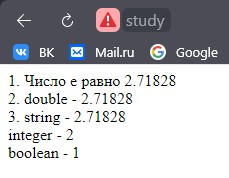 study
ВК Mail.ru Google
1. Число е равно 2.71828
2. double - 2.71828
3. string - 2.71828
integer - 2
boolean - 1